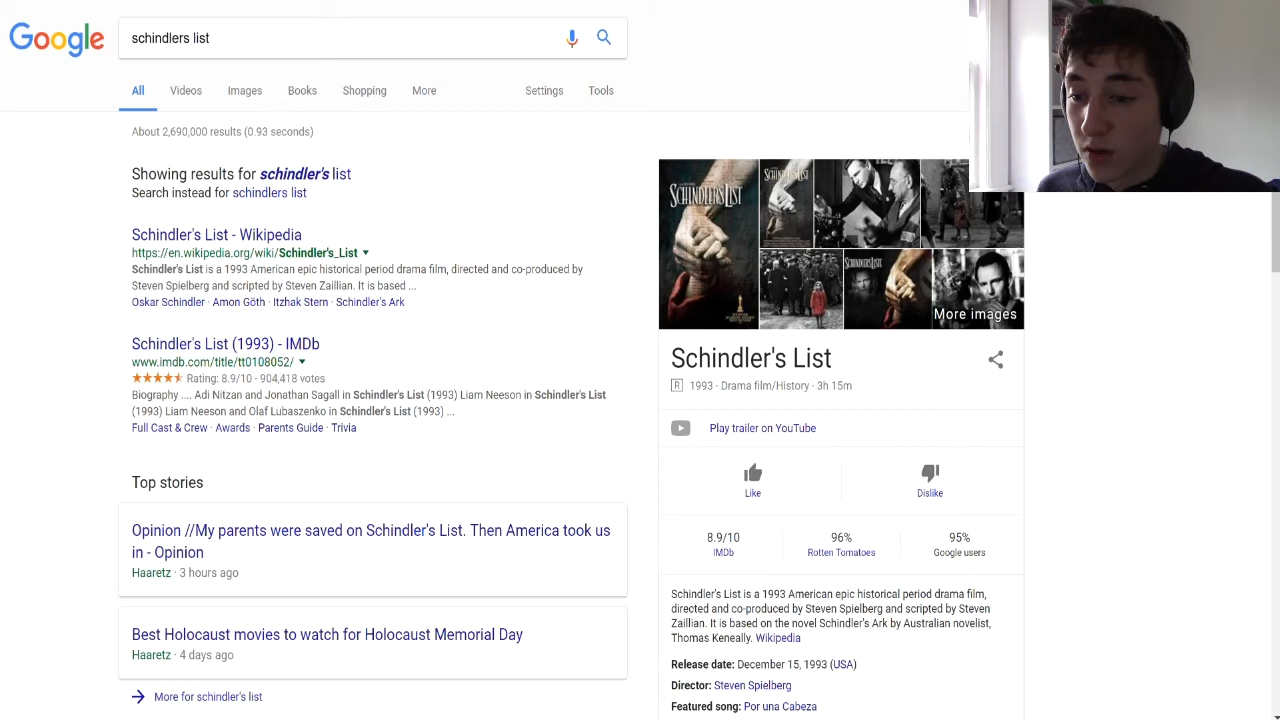 Google
schindlers list
All
Videos
Images
Books
Shopping
More
Settings
Tools
About 2,690,000 results (0.93 seconds)
Showing results for schindler's list
Search instead for schindlers list
Schindler's List - Wikipedia
https://en.wikipedia.org/wiki/Schindler's_List
Schindler's List is a 1993 American epic historical period drama film, directed and co-produced by
Steven Spielberg and scripted by Steven Zaillian. It is based ...
Oskar Schindler · Amon Göth · Itzhak Stern · Schindler's Ark
Schindler's List (1993) - IMDb
www.imdb.com/title/tt0108052/
Rating: 8.9/10 - 904,418 votes
Biography .... Adi Nitzan and Jonathan Sagall in Schindler's List (1993) Liam Neeson in Schindler's List
(1993) Liam Neeson and Olaf Lubaszenko in Schindler's List (1993) ...
Full Cast & Crew · Awards · Parents Guide · Trivia
Top stories
Opinion //My parents were saved on Schindler's List. Then America took us
in - Opinion
Haaretz · 3 hours ago
Best Holocaust movies to watch for Holocaust Memorial Day
Haaretz · 4 days ago
More for schindler's list
SCHINDLER'S LIST
SCHINDLER'S LIST
More images
Schindler's List
R 1993 · Drama film/History · 3h 15m
Play trailer on YouTube
Like
Dislike
8.9/10
IMDb
96%
Rotten Tomatoes
95%
Google users
Schindler's List is a 1993 American epic historical period drama film,
directed and co-produced by Steven Spielberg and scripted by Steven
Zaillian. It is based on the novel Schindler's Ark by Australian novelist,
Thomas Keneally. Wikipedia
Release date: December 15, 1993 (USA)
Director: Steven Spielberg
Featured song: Por una Cabeza